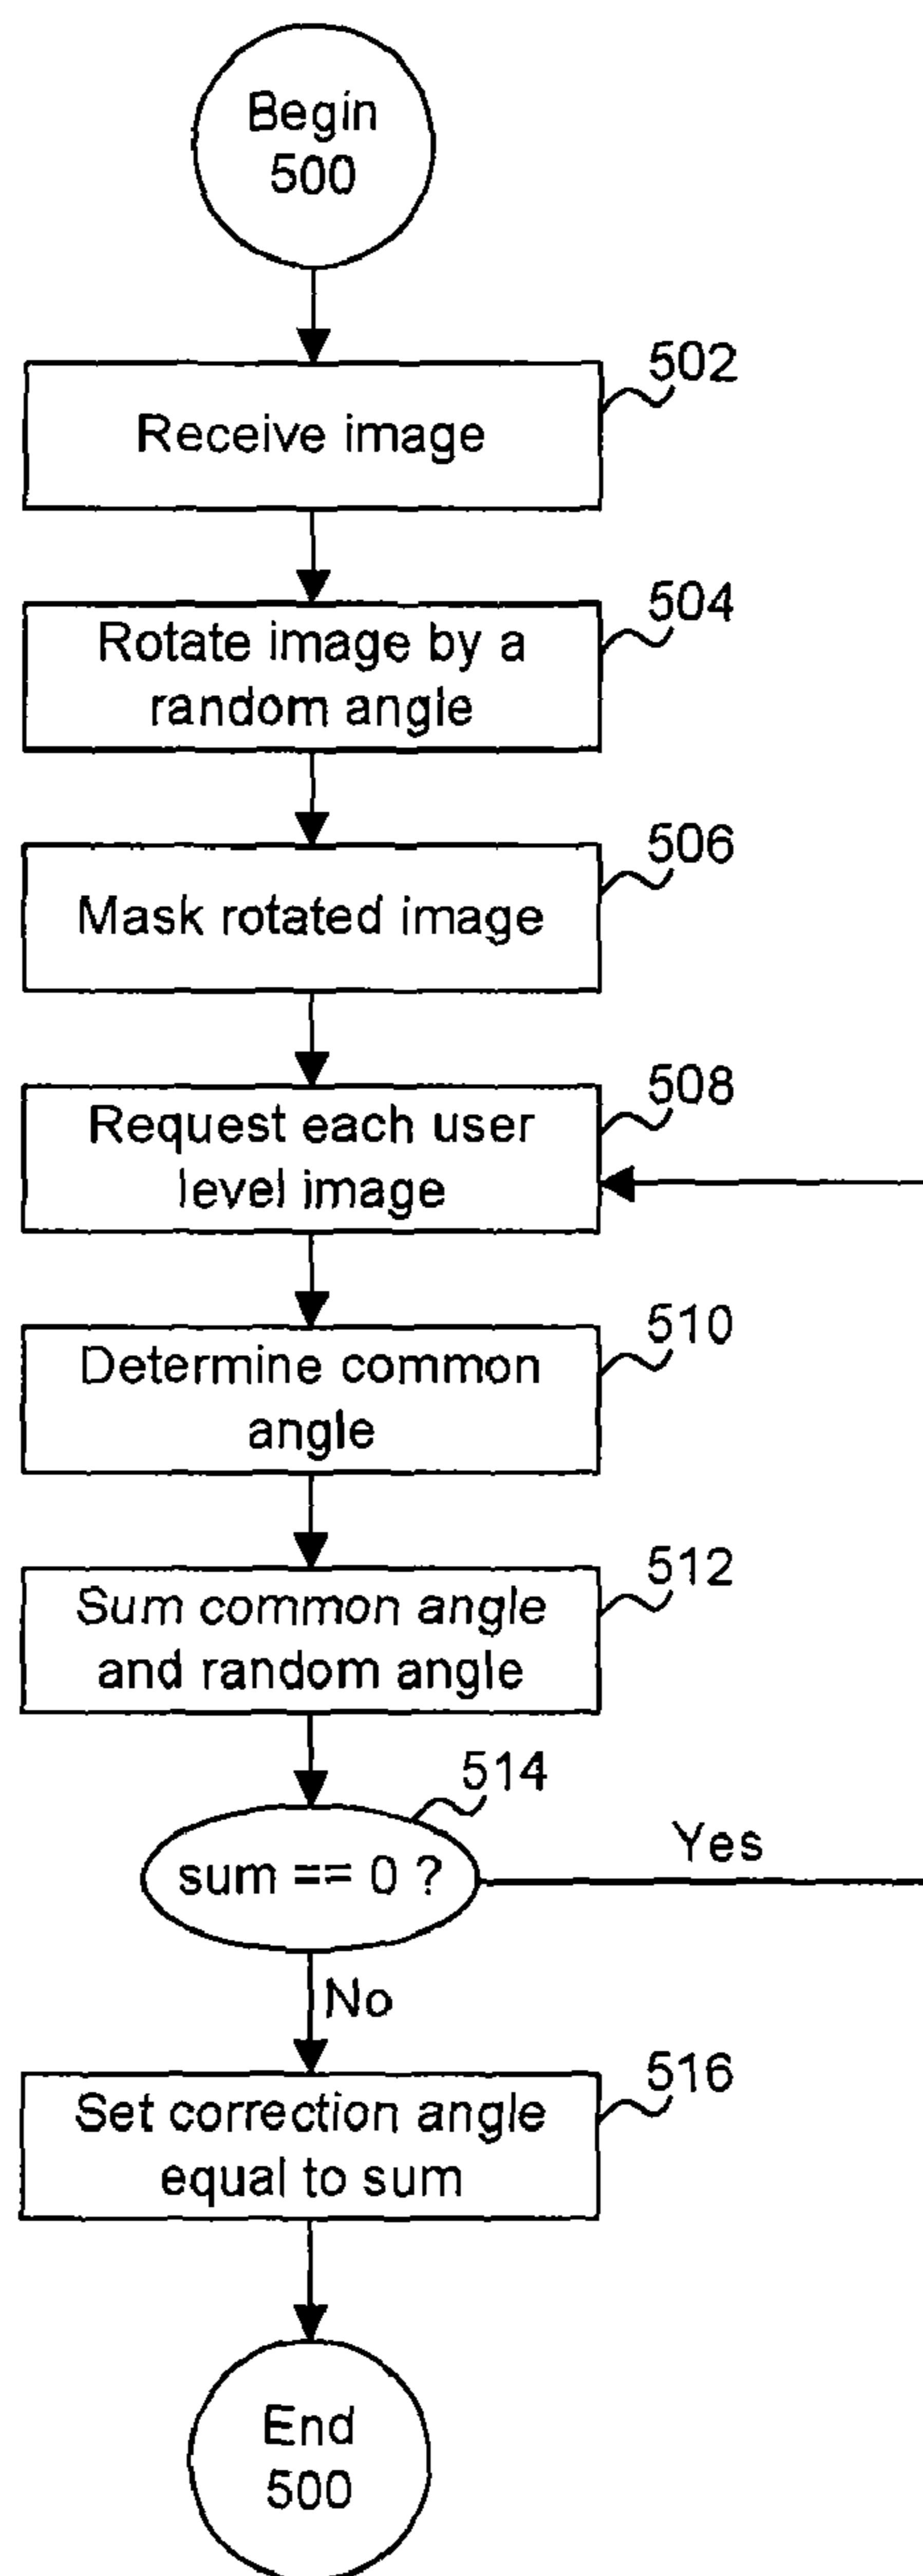 Begin
500
502
Receive image
504
Rotate image by a
random angle
506
Mask rotated image
508
Request each user
level image
510
Determine common
angle
512
Sum common angle
and random angle
514
sum == 0 ?
Yes
No
516
Set correction angle
equal to sum
End
500